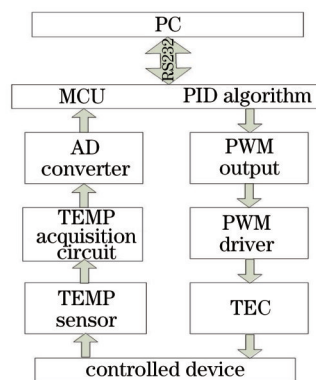 PC
RS232
MCU PID algorithm
AD
converter
PWM
output
TEMP
acquisition
circuit
PWM
driver
TEMP
sensor
TEC
controlled device